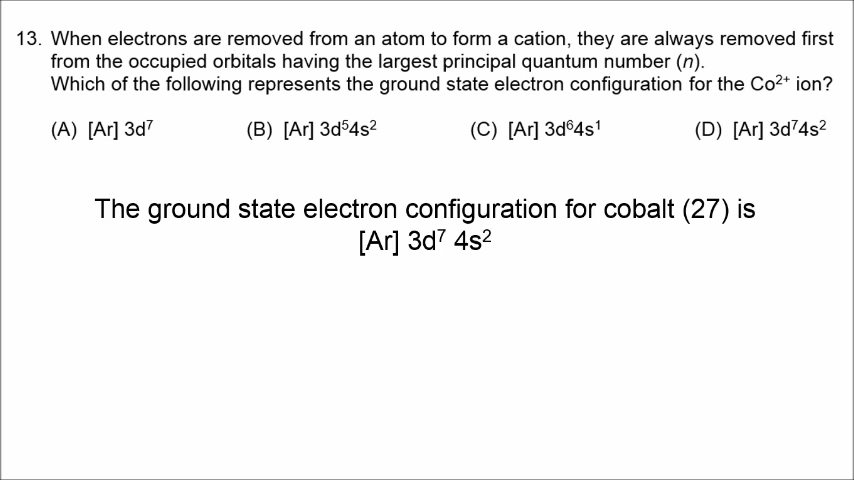 13. When electrons are removed from an atom to form a cation, they are always removed first
from the occupied orbitals having the largest principal quantum number (n).
Which of the following represents the ground state electron configuration for the Co²⁺ ion?
(A) [Ar] 3d⁷ (B) [Ar] 3d⁵4s² (C) [Ar] 3d⁶4s¹ (D) [Ar] 3d⁷4s²
The ground state electron configuration for cobalt (27) is
[Ar] 3d⁷ 4s²